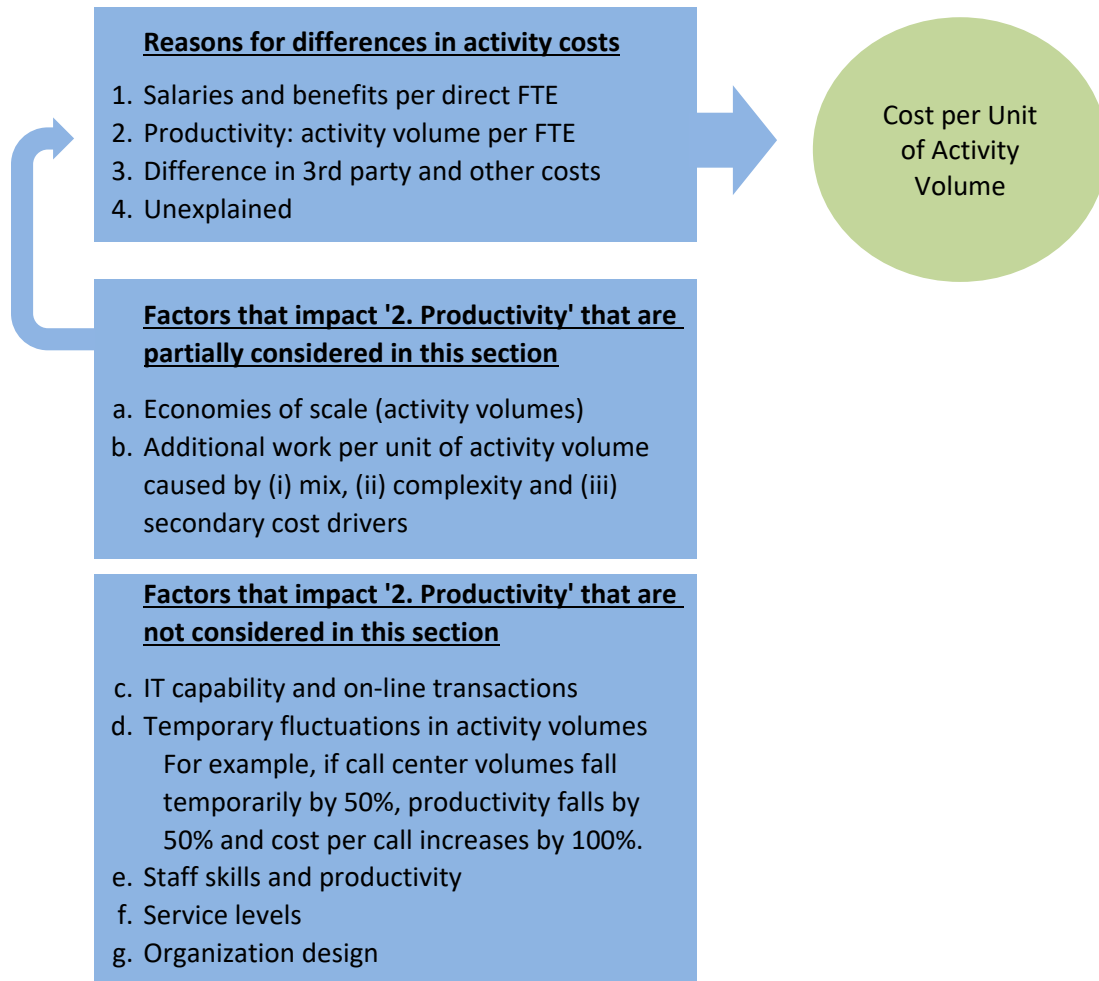 Reasons for differences in activity costs
1. Salaries and benefits per direct FTE
2. Productivity: activity volume per FTE
3. Difference in 3rd party and other costs
4. Unexplained
Cost per Unit
of Activity
Volume
Factors that impact '2. Productivity' that are
partially considered in this section
a. Economies of scale (activity volumes)
b. Additional work per unit of activity volume
caused by (i) mix, (ii) complexity and (iii)
secondary cost drivers
Factors that impact '2. Productivity' that are
not considered in this section
c. IT capability and on-line transactions
d. Temporary fluctuations in activity volumes
For example, if call center volumes fall
temporarily by 50%, productivity falls by
50% and cost per call increases by 100%.
e. Staff skills and productivity
f. Service levels
g. Organization design